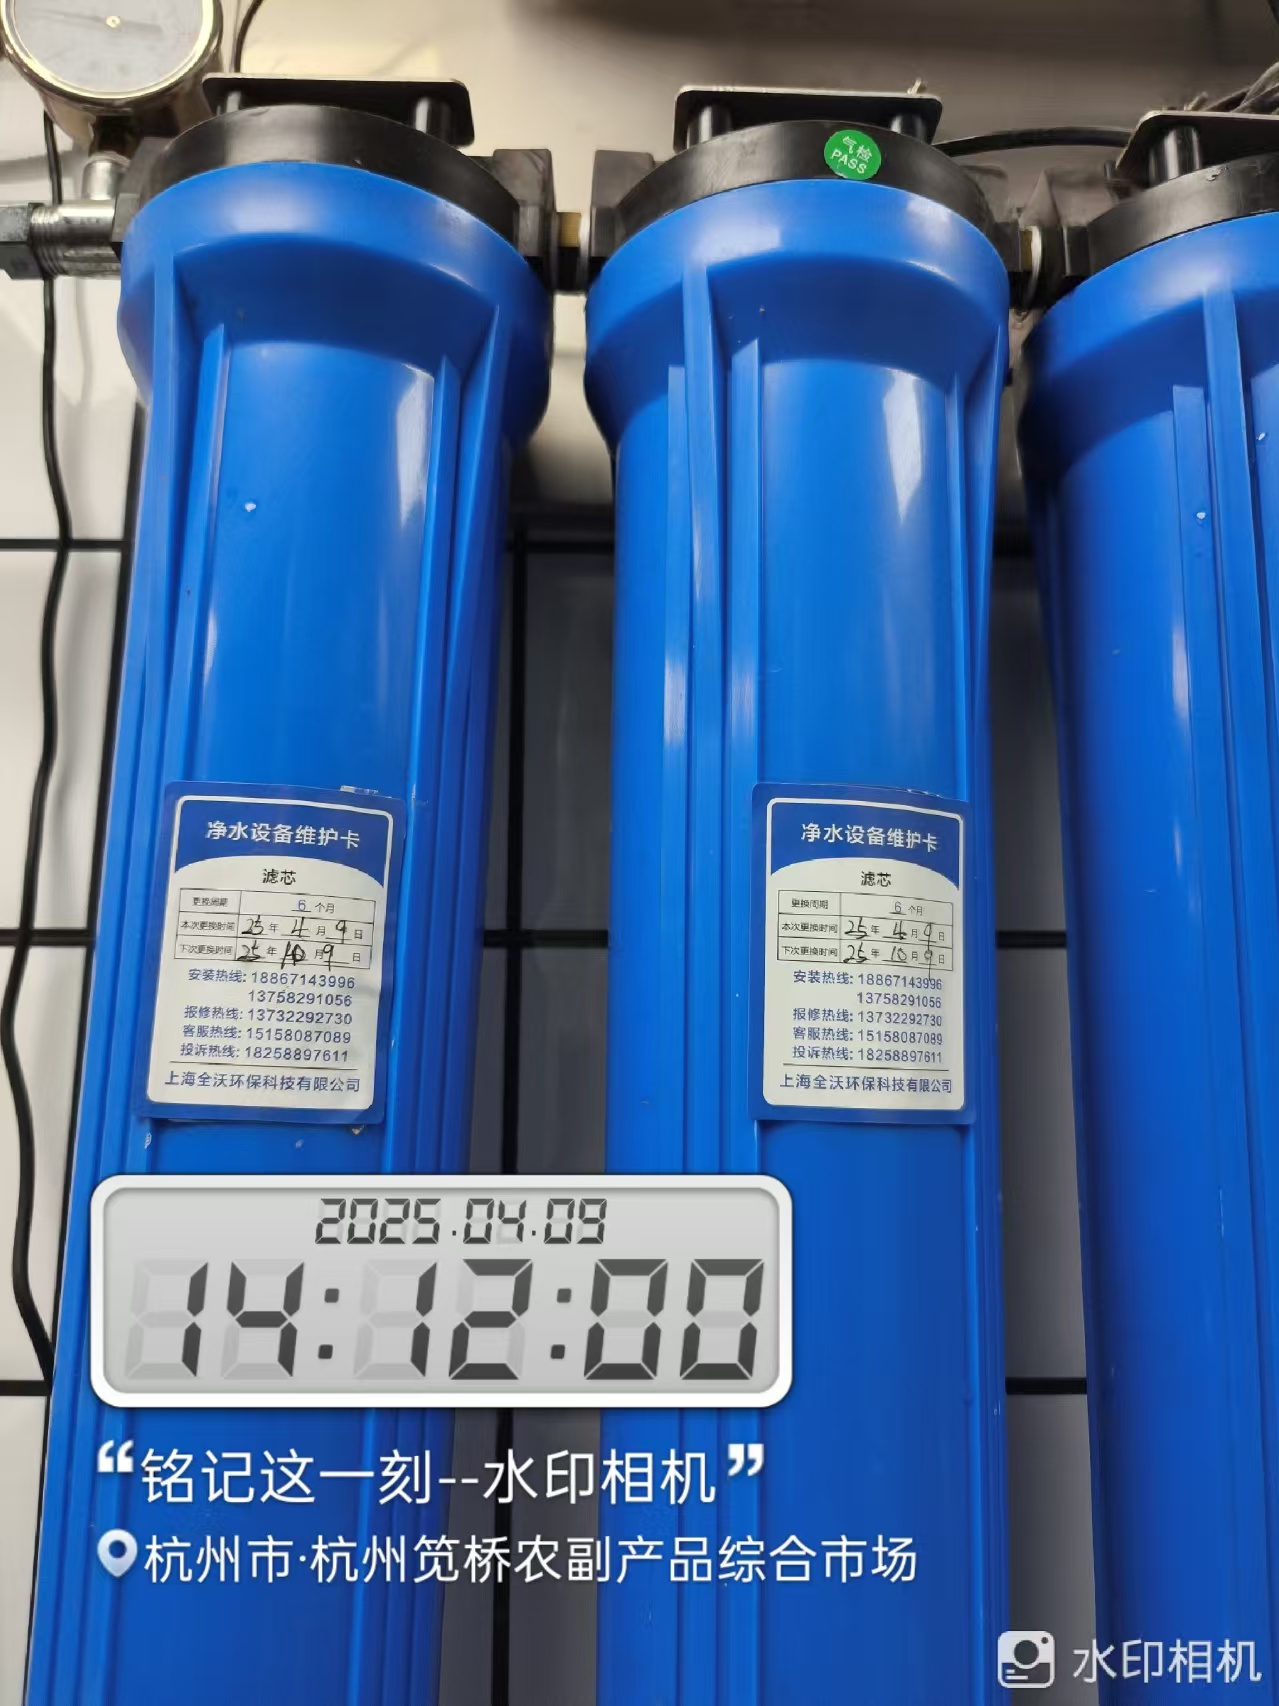 气检
PASS
净水设备维护卡
滤芯
更换周期 6 个月
本次更换时间 25 年 4 月 9 日
下次更换时间 25 年 10 月 9 日
安装热线: 18867143996
13758291056
报修热线: 13732292730
客服热线: 15158087089
投诉热线: 18258897611
上海全沃环保科技有限公司
净水设备维护卡
滤芯
更换周期 6 个月
本次更换时间 25 年 4 月 9 日
下次更换时间 25 年 10 月 9 日
安装热线: 18867143996
13758291056
报修热线: 13732292730
客服热线: 15158087089
投诉热线: 18258897611
上海全沃环保科技有限公司
2025.04.09
14:12:00
“铭记这一刻--水印相机”
杭州市·杭州笕桥农副产品综合市场
水印相机